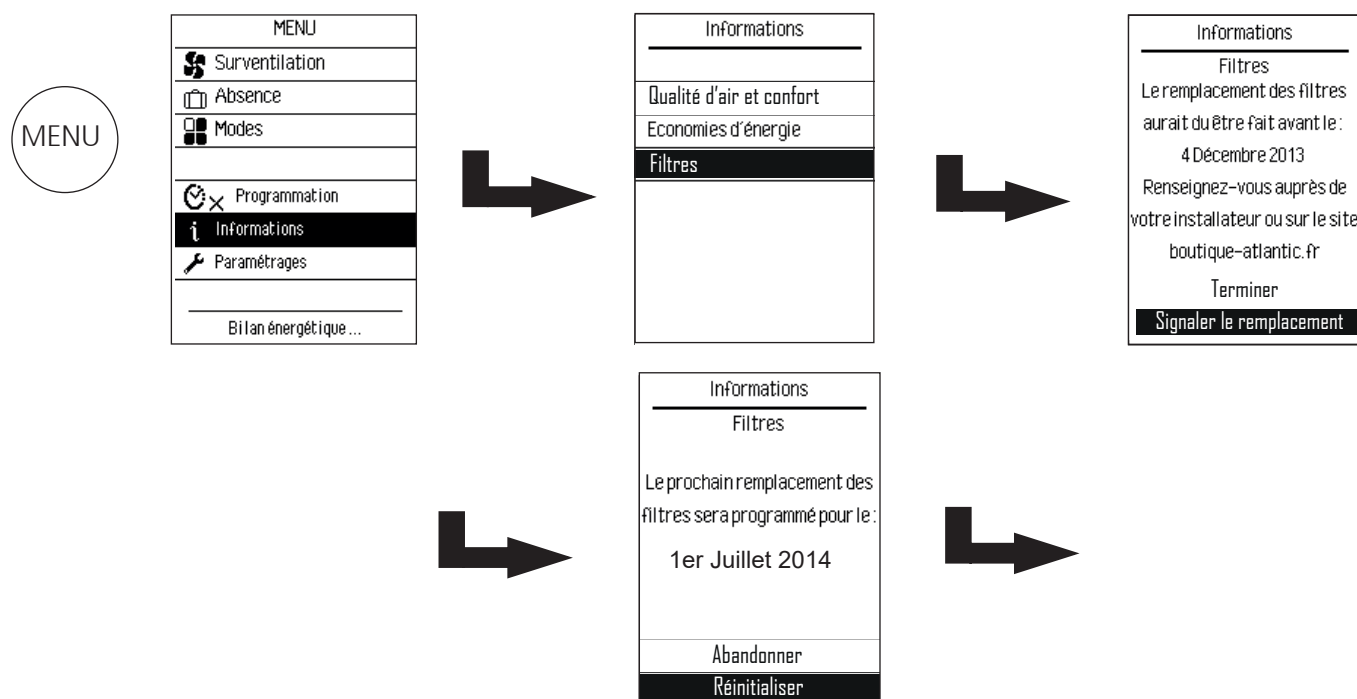 MENU
MENU
Surventilation
Absence
Modes
Programmation
Informations
Paramétrages
Bilan énergétique ...
Informations
Qualité d'air et confort
Economies d'énergie
Filtres
Informations
Filtres
Le remplacement des filtres
aurait du être fait avant le :
4 Décembre 2013
Renseignez-vous auprès de
votre installateur ou sur le site
boutique-atlantic.fr
Terminer
Signaler le remplacement
Informations
Filtres
Le prochain remplacement des
filtres sera programmé pour le :
1er Juillet 2014
Abandonner
Réinitialiser